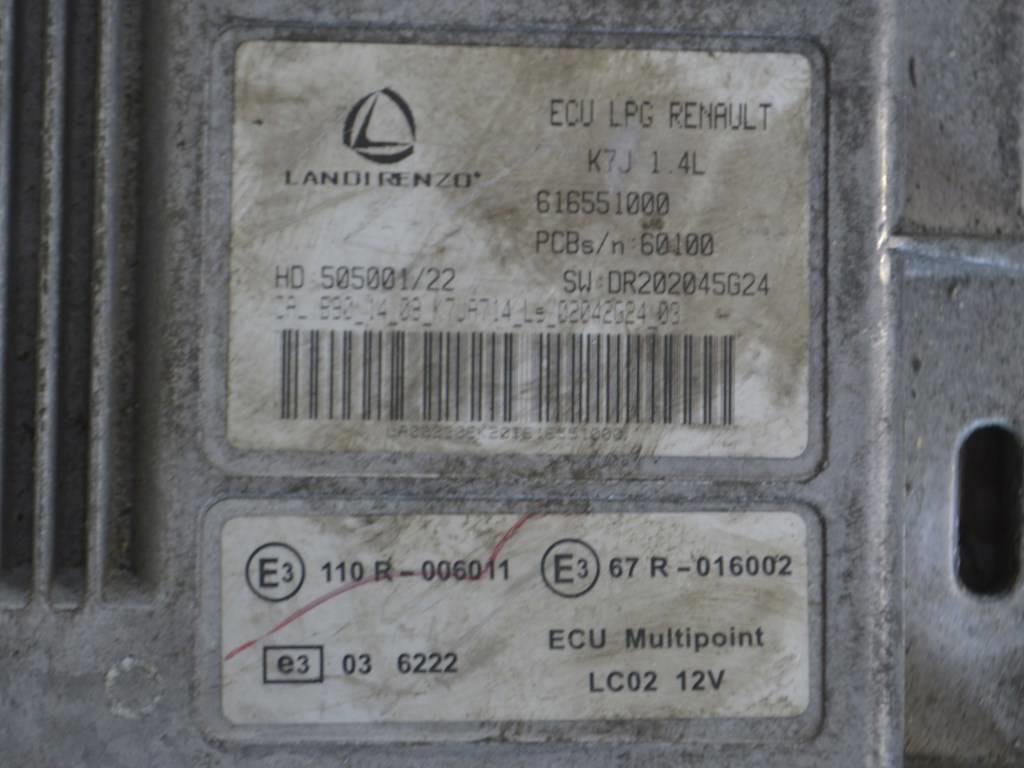 LANDIRENZO®
ECU LPG RENAULT
K7J 1.4L
616551000
PCBs/n:60100
HD 505001/22 SW:DR202045G24
E3 110 R-006011
E3 67 R-016002
e3 03 6222
ECU Multipoint
LC02 12V